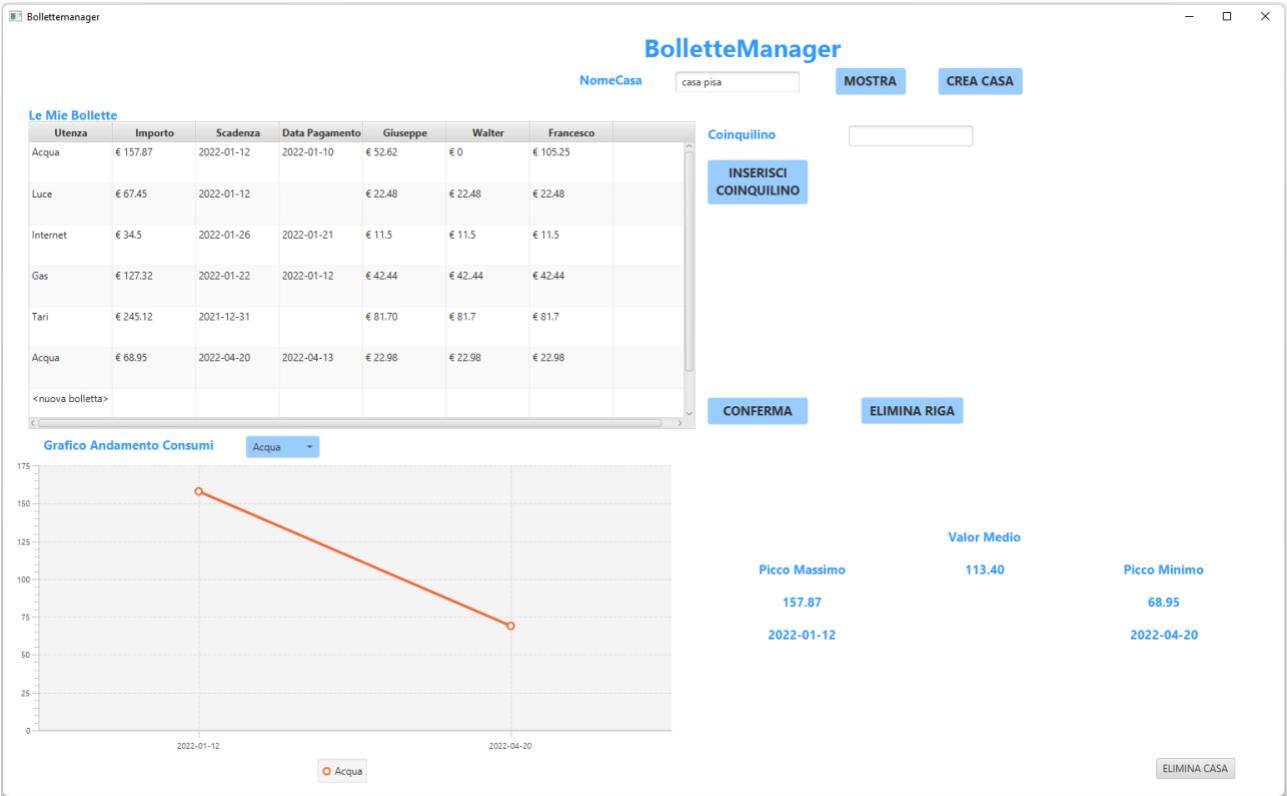 Bollettemanager
BolletteManager
NomeCasa casa pisa MOSTRA CREA CASA
Le Mie Bollette
Utenza Importo Scadenza Data Pagamento Giuseppe Walter Francesco
Acqua € 157.87 2022-01-12 2022-01-10 € 52.62 € 0 € 105.25
Luce € 67.45 2022-01-12 € 22.48 € 22.48 € 22.48
Internet € 34.5 2022-01-26 2022-01-21 € 11.5 € 11.5 € 11.5
Gas € 127.32 2022-01-22 2022-01-12 € 42.44 € 42..44 € 42.44
Tari € 245.12 2021-12-31 € 81.70 € 81.7 € 81.7
Acqua € 68.95 2022-04-20 2022-04-13 € 22.98 € 22.98 € 22.98
<nuova bolletta>
Coinquilino
INSERISCI
COINQUILINO
CONFERMA ELIMINA RIGA
Grafico Andamento Consumi Acqua
175
150
125
100
75
50
25
0
2022-01-12 2022-04-20
Acqua
Valor Medio
Picco Massimo 113.40 Picco Minimo
157.87 68.95
2022-01-12 2022-04-20
ELIMINA CASA